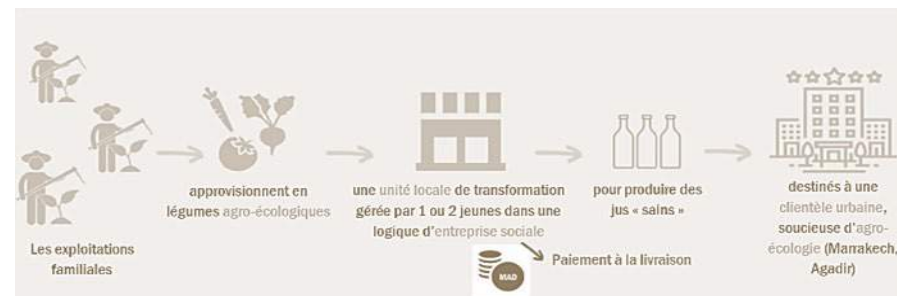 Les exploitations
familiales
approvisionnent en
légumes agro-écologiques
une unité locale de transformation
gérée par 1 ou 2 jeunes dans une
logique d'entreprise sociale
MAD
Paiement à la livraison
pour produire des
jus « sains »
destinés à une
clientèle urbaine,
soucieuse d'agro-
écologie (Marrakech,
Agadir)